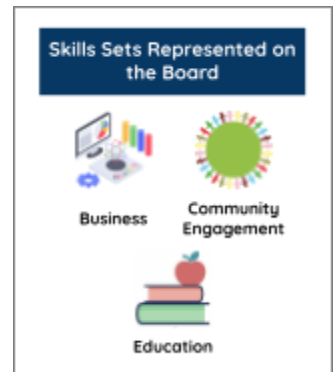 Skills Sets Represented on
the Board
Business
Community
Engagement
Education